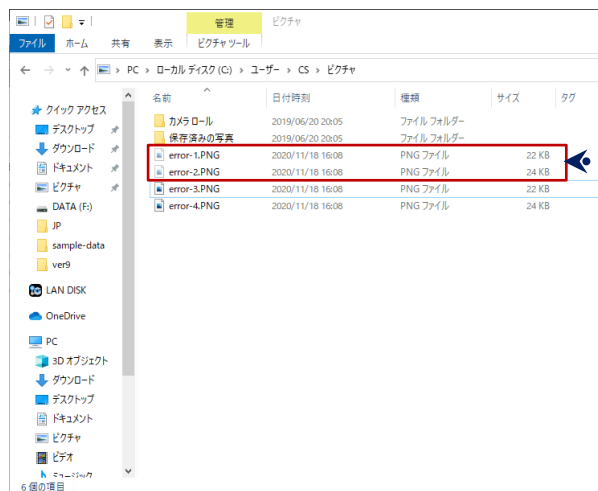 管理
ピクチャ
ファイル ホーム 共有 表示 ピクチャ ツール
PC › ローカル ディスク (C:) › ユーザー › CS › ピクチャ
名前 日付時刻 種類 サイズ タグ
クイック アクセス
デスクトップ
ダウンロード
ドキュメント
ピクチャ
DATA (F:)
JP
sample-data
ver9
LAN DISK
OneDrive
PC
3D オブジェクト
ダウンロード
デスクトップ
ドキュメント
ピクチャ
ビデオ
ミュージック
カメラロール 2019/06/20 20:05 ファイル フォルダー
保存済みの写真 2019/06/20 20:05 ファイル フォルダー
error-1.PNG 2020/11/18 16:08 PNG ファイル 22 KB
error-2.PNG 2020/11/18 16:08 PNG ファイル 24 KB
error-3.PNG 2020/11/18 16:08 PNG ファイル 22 KB
error-4.PNG 2020/11/18 16:08 PNG ファイル 24 KB
6 個の項目